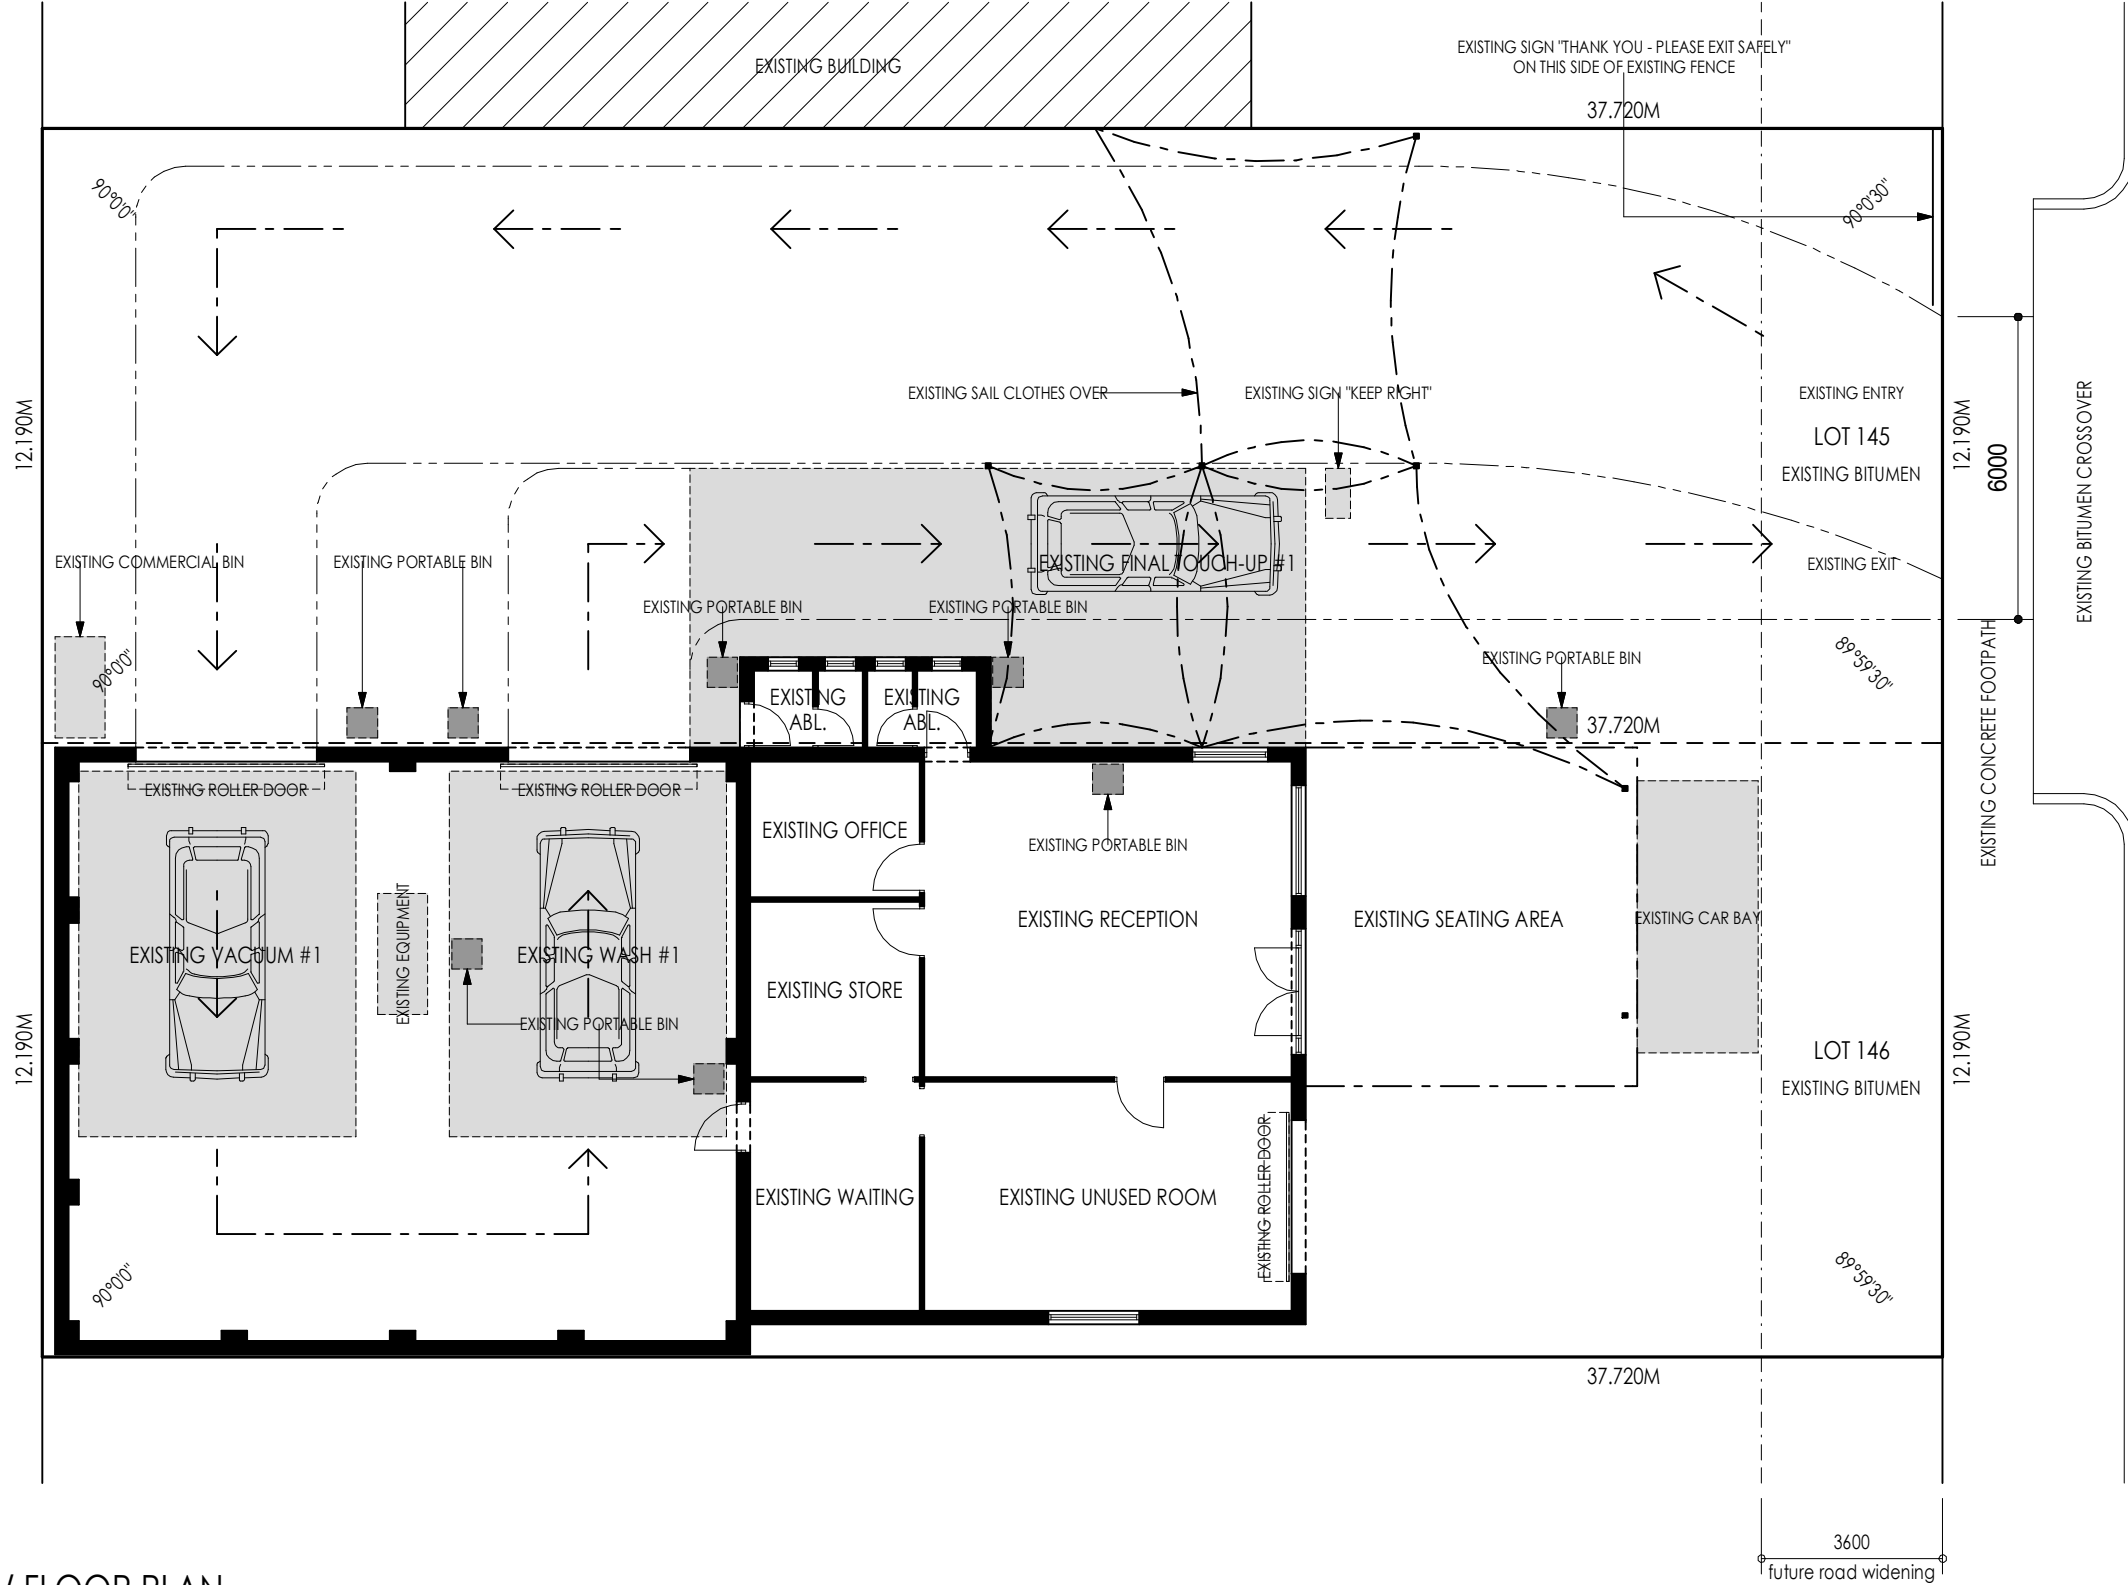 EXISTING SIGN "THANK YOU - PLEASE EXIT SAFELY"
ON THIS SIDE OF EXISTING FENCE
EXISTING BUILDING
37.720M
90°0'0"
90°0'30"
EXISTING SAIL CLOTHES OVER
EXISTING SIGN "KEEP RIGHT"
EXISTING ENTRY
12.190M
LOT 145
12.190M
6000
EXISTING BITUMEN CROSSOVER
EXISTING BITUMEN
EXISTING COMMERCIAL BIN
EXISTING PORTABLE BIN
EXISTING FINAL TOUCH-UP #1
EXISTING EXIT
EXISTING PORTABLE BIN
EXISTING PORTABLE BIN
90°0'0"
EXISTING PORTABLE BIN
89°59'30"
EXISTING CONCRETE FOOTPATH
EXISTING
ABL.
EXISTING
ABL.
37.720M
EXISTING ROLLER DOOR
EXISTING ROLLER DOOR
EXISTING OFFICE
EXISTING PORTABLE BIN
EXISTING RECEPTION
EXISTING SEATING AREA
EXISTING CAR BAY
EXISTING VACUUM #1
EXISTING EQUIPMENT
EXISTING WASH #1
EXISTING STORE
EXISTING PORTABLE BIN
12.190M
LOT 146
12.190M
EXISTING BITUMEN
EXISTING WAITING
EXISTING UNUSED ROOM
EXISTING ROLLER DOOR
90°0'0"
89°59'30"
37.720M
3600
future road widening
FLOOR PLAN